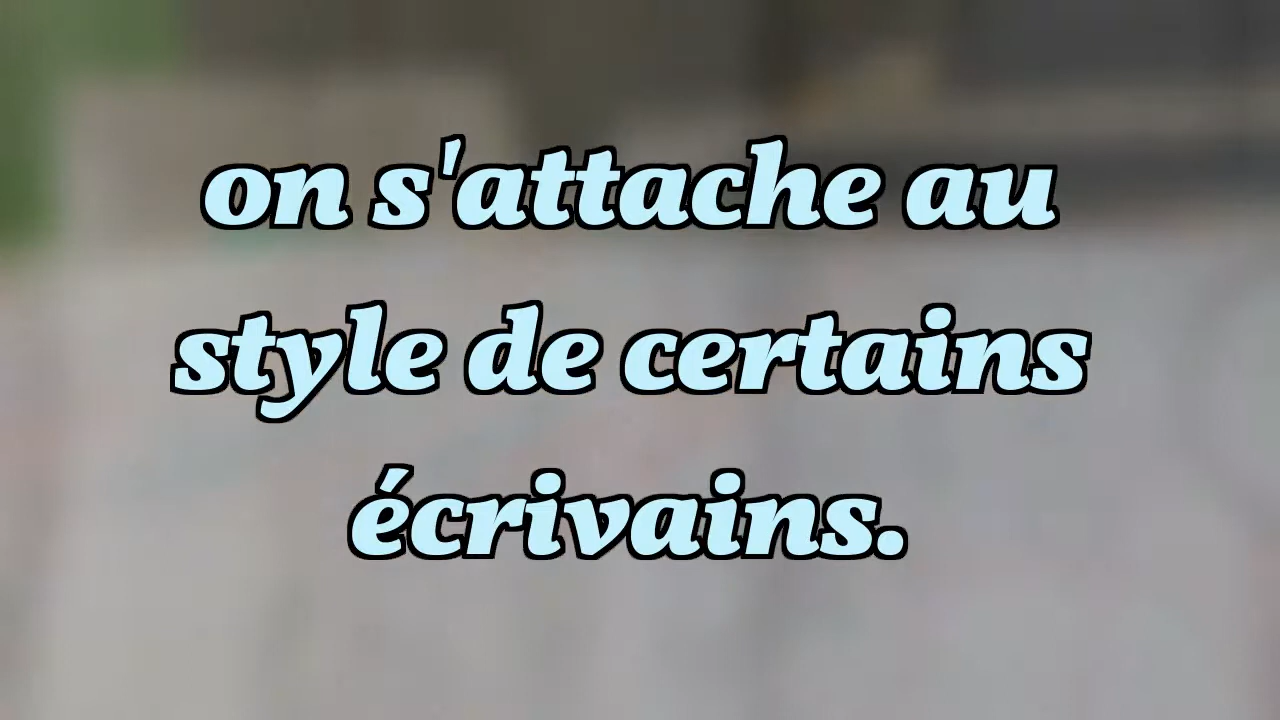 on s'attache au
style de certains
écrivains.